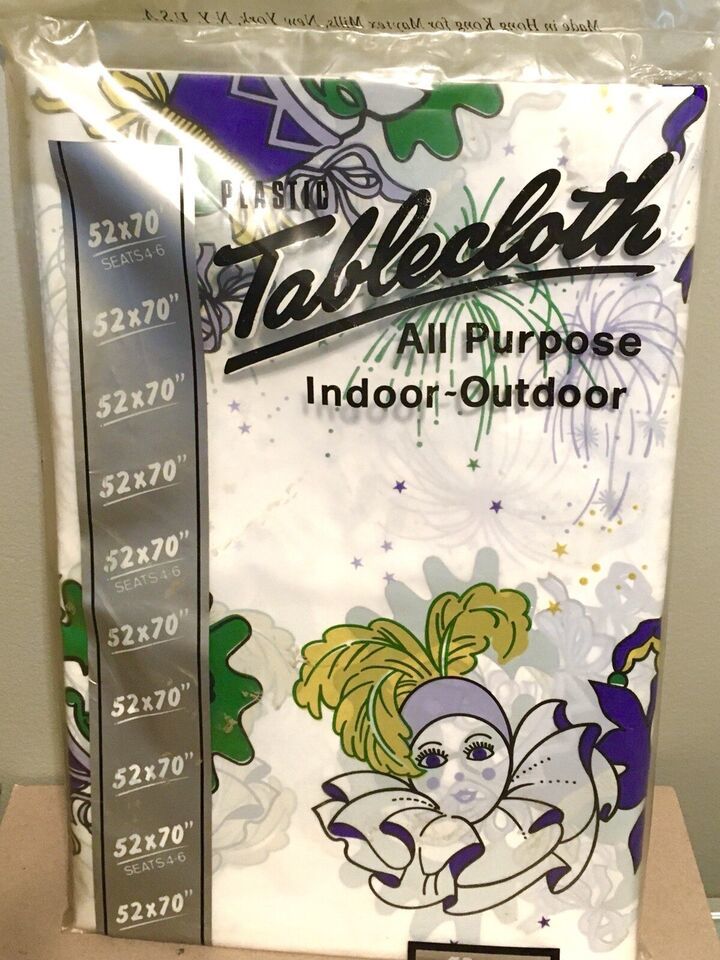 Made in Hong Kong for Maytex Mills, New York, N.Y. U.S.A.
PLASTIC
Tablecloth
All Purpose
Indoor-Outdoor
52x70"
SEATS 4-6
52x70"
52x70"
52x70"
52x70"
SEATS 4-6
52x70"
52x70"
52x70"
52x70"
SEATS 4-6
52x70"